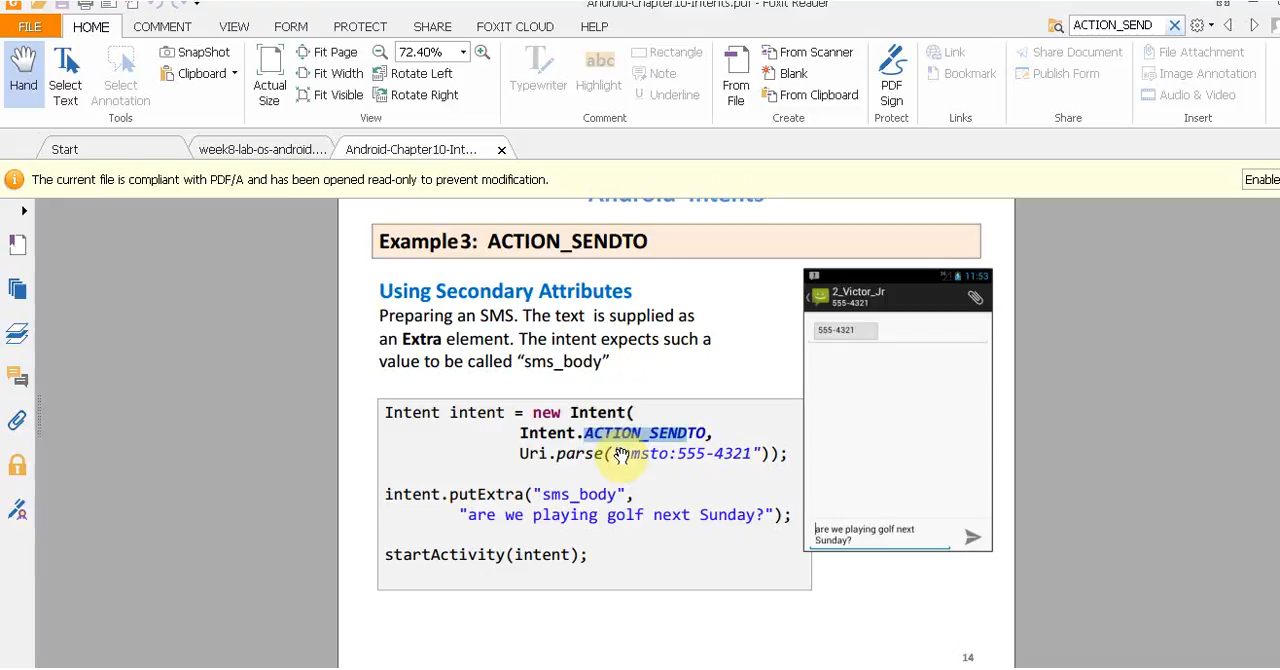 Android-Chapter10-Intents.pdf - Foxit Reader
FILE HOME COMMENT VIEW FORM PROTECT SHARE FOXIT CLOUD HELP ACTION_SEND
Hand
Select Text
Select Annotation
SnapShot
Clipboard
Tools
Actual Size
Fit Page
Fit Width
Fit Visible
72.40%
Rotate Left
Rotate Right
View
Typewriter
abc
Highlight
Rectangle
Note
U Underline
Comment
From File
From Scanner
Blank
From Clipboard
Create
PDF Sign
Protect
Link
Bookmark
Links
Share Document
Publish Form
Share
File Attachment
Image Annotation
Audio & Video
Insert
Start week8-lab-os-android.... Android-Chapter10-Int...
The current file is compliant with PDF/A and has been opened read-only to prevent modification. Enable
Android Intents
Example 3: ACTION_SENDTO
Using Secondary Attributes
Preparing an SMS. The text is supplied as
an Extra element. The intent expects such a
value to be called “sms_body”
Intent intent = new Intent(
Intent.ACTION_SENDTO,
Uri.parse("smsto:555-4321"));
intent.putExtra("sms_body",
"are we playing golf next Sunday?");
startActivity(intent);
11:53
2_Victor_Jr
555-4321
555-4321
are we playing golf next
Sunday?
14